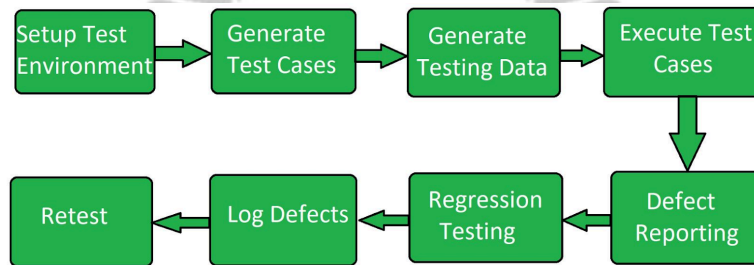 Setup Test
Environment
Generate
Test Cases
Generate
Testing Data
Execute Test
Cases
Defect
Reporting
Regression
Testing
Log Defects
Retest